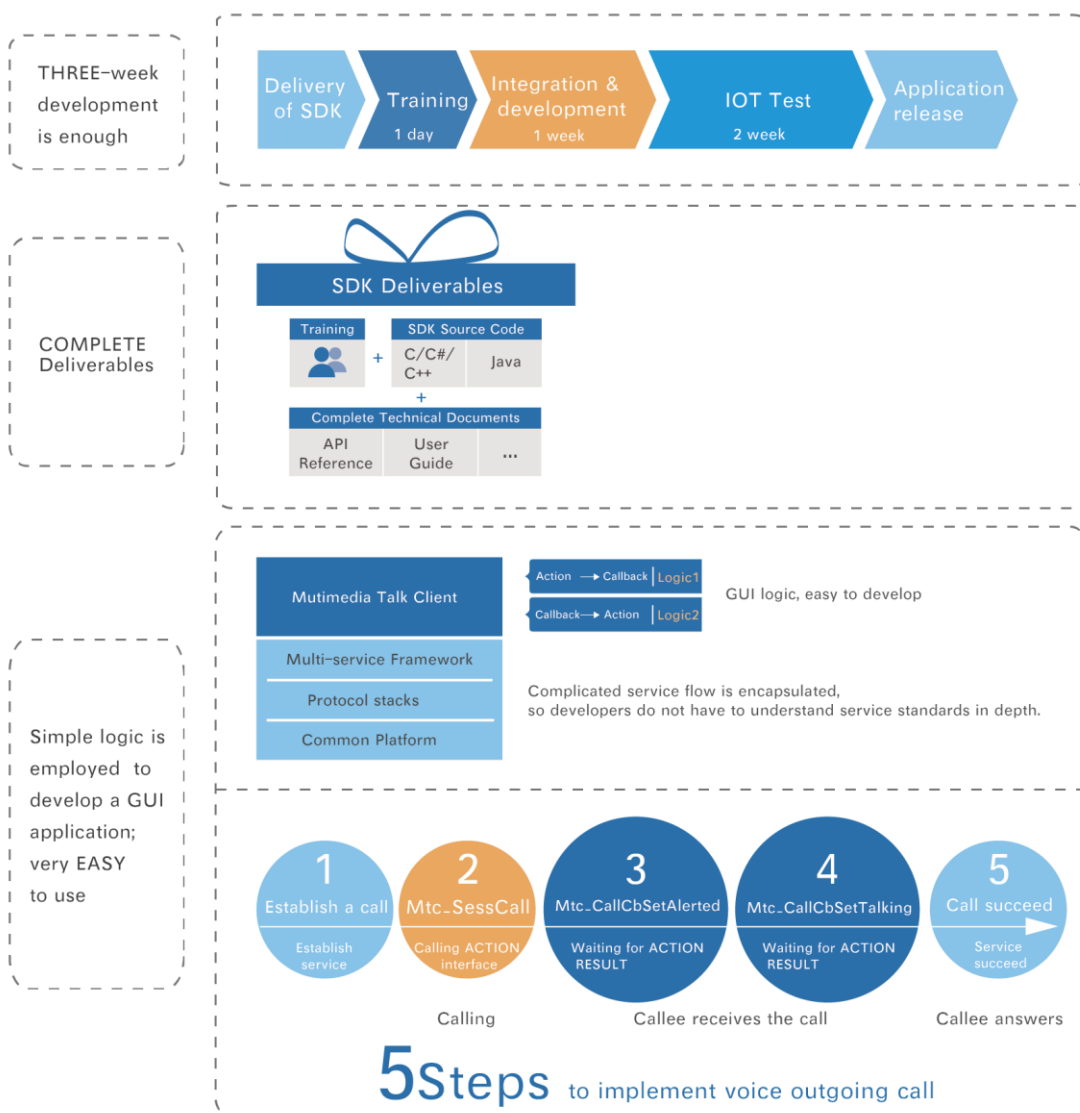 THREE-week
development
is enough
Delivery
of SDK
Training
1 day
Integration &
development
1 week
IOT Test
2 week
Application
release
COMPLETE
Deliverables
SDK Deliverables
Training
+
SDK Source Code
C/C#/
C++
Java
+
Complete Technical Documents
API
Reference
User
Guide
...
Simple logic is
employed to
develop a GUI
application;
very EASY
to use
Mutimedia Talk Client
Multi-service Framework
Protocol stacks
Common Platform
Action → Callback | Logic1
Callback → Action | Logic2
GUI logic, easy to develop
Complicated service flow is encapsulated,
so developers do not have to understand service standards in depth.
1
Establish a call
Establish
service
2
Mtc_SessCall
Calling ACTION
interface
3
Mtc_CallCbSetAlerted
Waiting for ACTION
RESULT
4
Mtc_CallCbSetTalking
Waiting for ACTION
RESULT
5
Call succeed
Service
succeed
Calling
Callee receives the call
Callee answers
5Steps to implement voice outgoing call